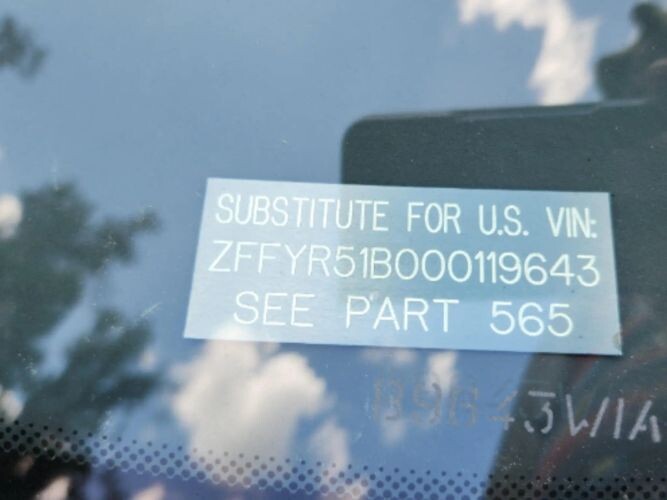 SUBSTITUTE FOR U.S. VIN:
ZFFYR51B000119643
SEE PART 565